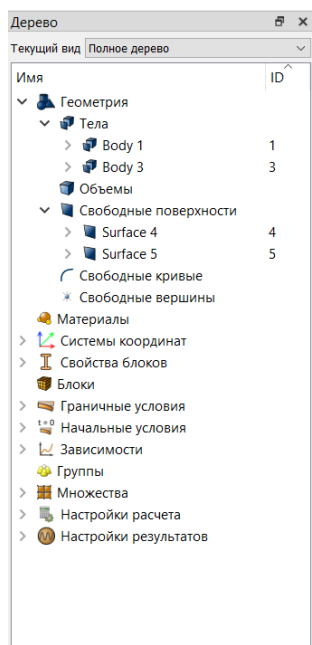 Дерево
Текущий вид Полное дерево
Имя ID
Геометрия
Тела
Body 1 1
Body 3 3
Объемы
Свободные поверхности
Surface 4 4
Surface 5 5
Свободные кривые
Свободные вершины
Материалы
Системы координат
Свойства блоков
Блоки
Граничные условия
t=0 Начальные условия
Зависимости
Группы
Множества
Настройки расчета
Настройки результатов